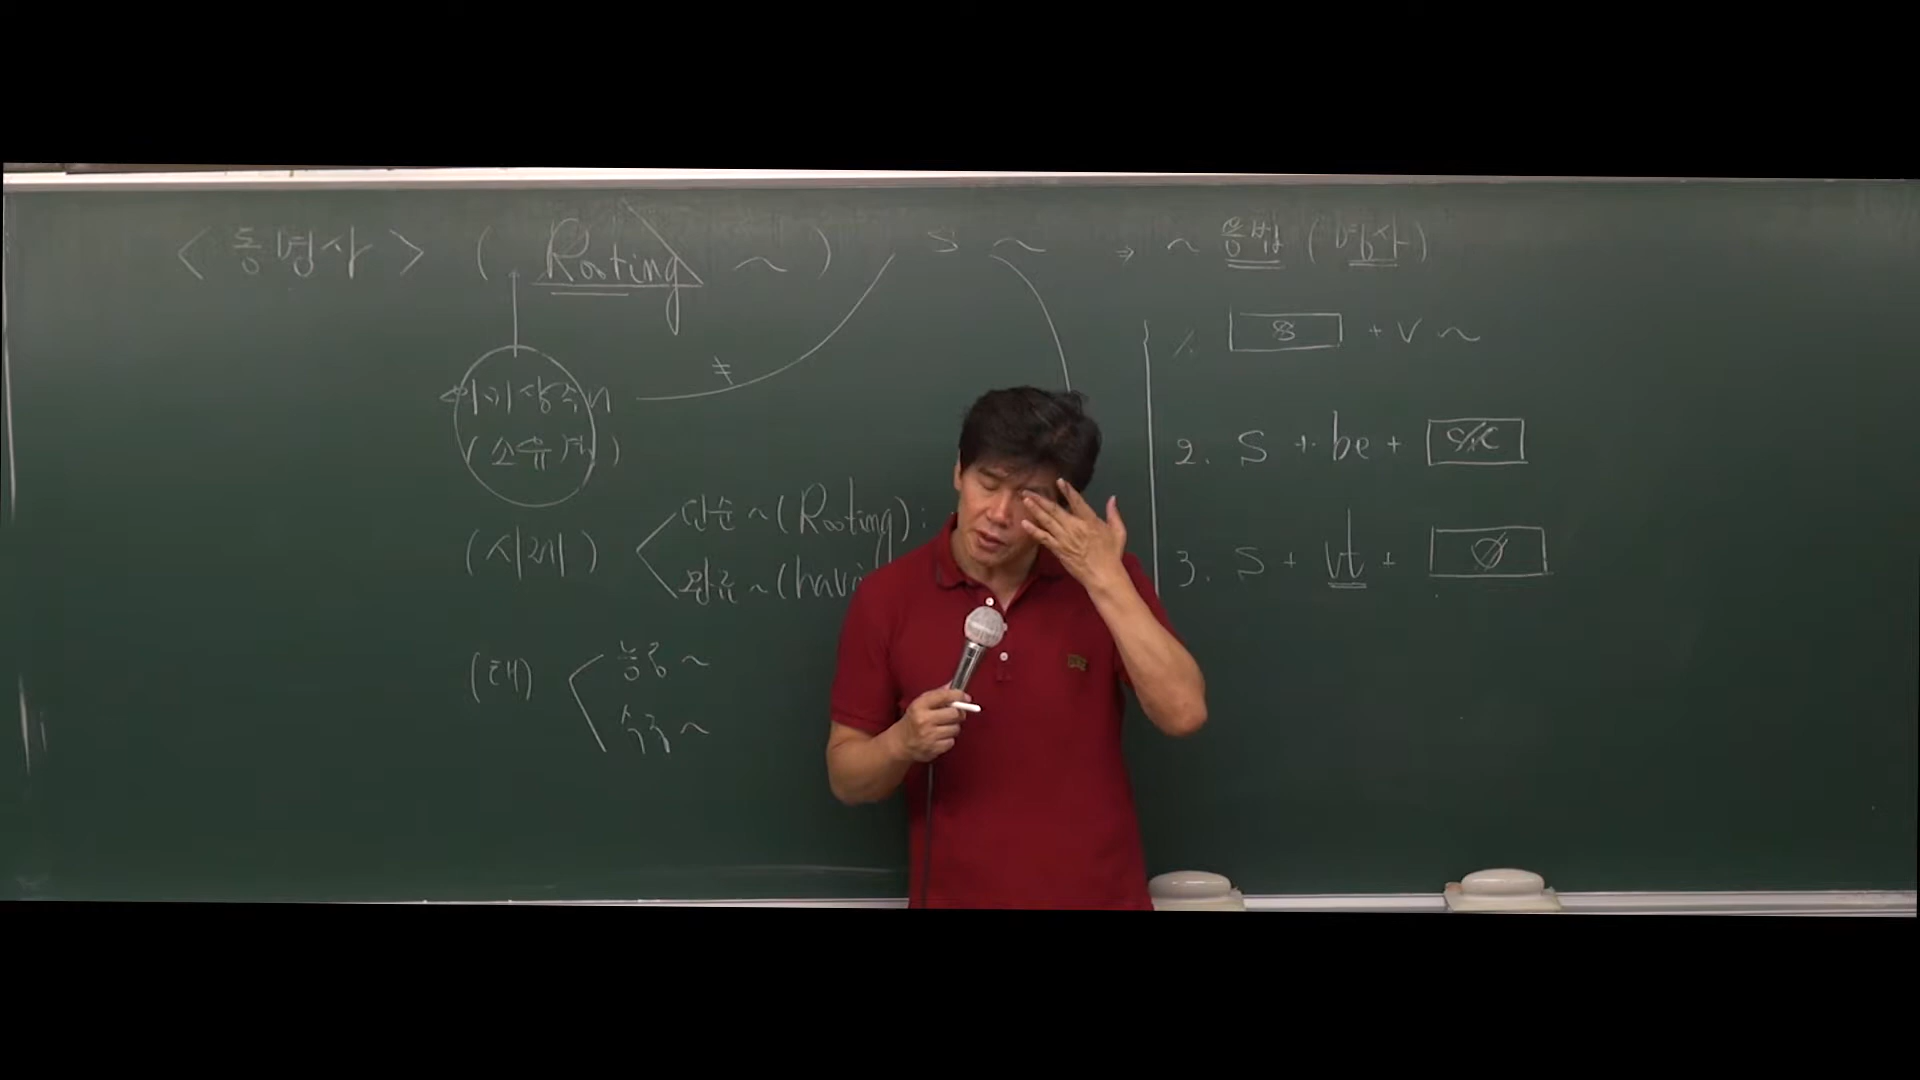 < 동명사 > ( Rooting ~ ) S ~ ⇒ ~ 용법 (명사)
<의미상주어
(소유격)
≠
(시제) 단순 ~ (Rooting) :
완료 ~ (havi
(태) 능동 ~
수동 ~
1. S + V ~
2. S + be + S.C
3. S + vt + O